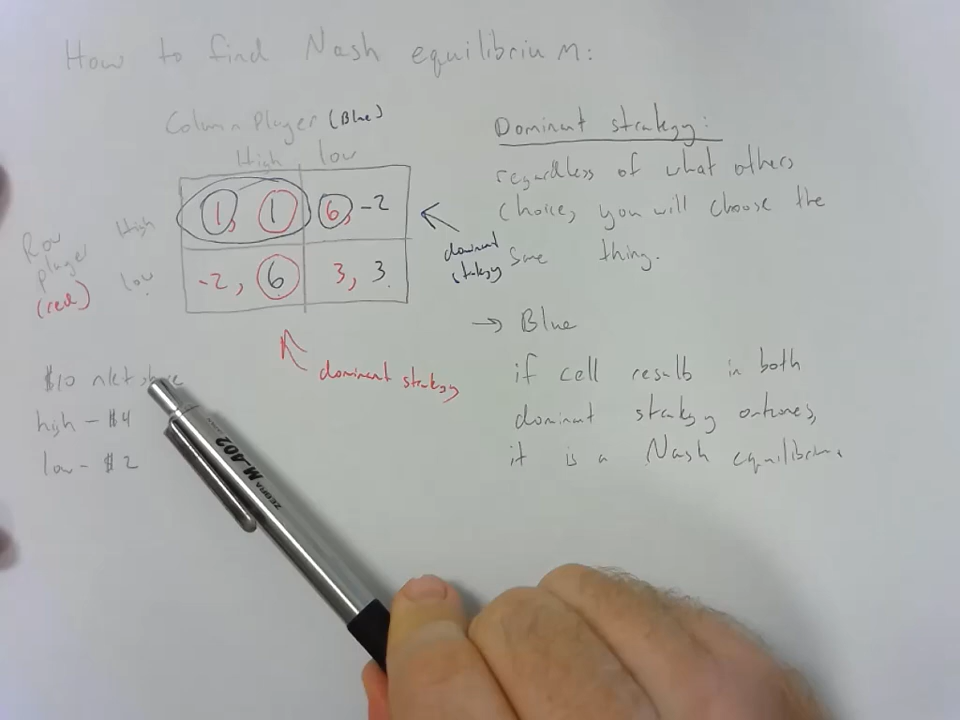 How to find Nash equilibrium:
Column Player (Blue)
High low
Row player (red)
High 1, 1 6, -2
low -2, 6 3, 3
dominant strategy
dominant strategy
Dominant strategy:
regardless of what others
choice, you will choose the
same thing.
→ Blue
if cell results in both
dominant strategy outcomes,
it is a Nash equilibrium.
$10 mkt share
high - $4
low - $2
ZEBRA M-402